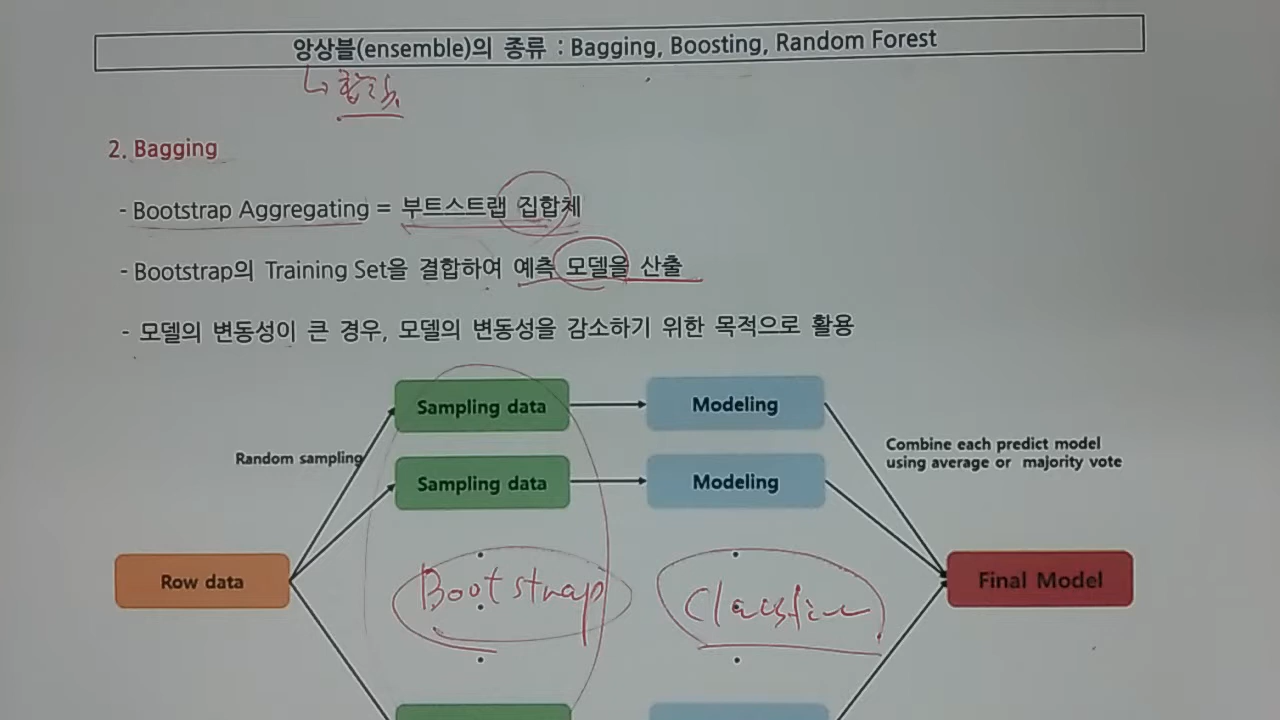 앙상블(ensemble)의 종류 : Bagging, Boosting, Random Forest
2. Bagging
- Bootstrap Aggregating = 부트스트랩 집합체
- Bootstrap의 Training Set을 결합하여 예측 모델을 산출
- 모델의 변동성이 큰 경우, 모델의 변동성을 감소하기 위한 목적으로 활용
Sampling data
Modeling
Random sampling
Combine each predict model
using average or majority vote
Sampling data
Modeling
Row data
Bootstrap
Final Model